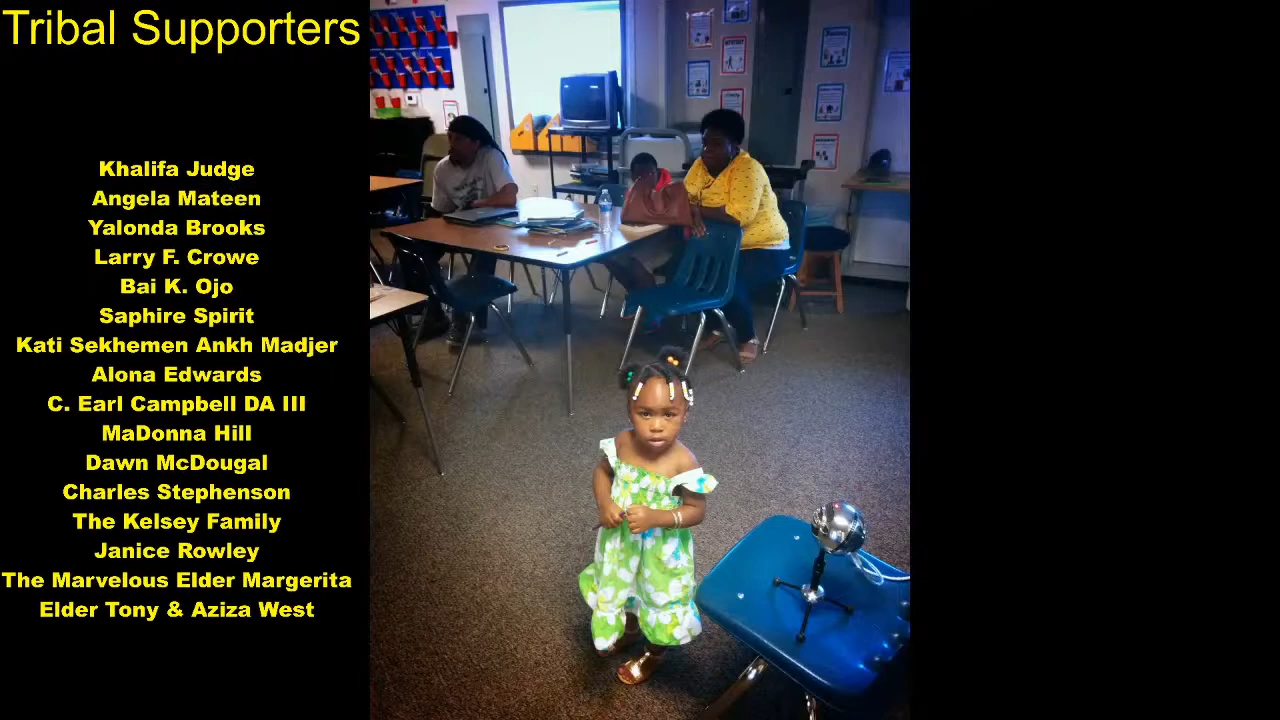 Tribal Supporters
Khalifa Judge
Angela Mateen
Yalonda Brooks
Larry F. Crowe
Bai K. Ojo
Saphire Spirit
Kati Sekhemen Ankh Madjer
Alona Edwards
C. Earl Campbell DA III
MaDonna Hill
Dawn McDougal
Charles Stephenson
The Kelsey Family
Janice Rowley
The Marvelous Elder Margerita
Elder Tony & Aziza West